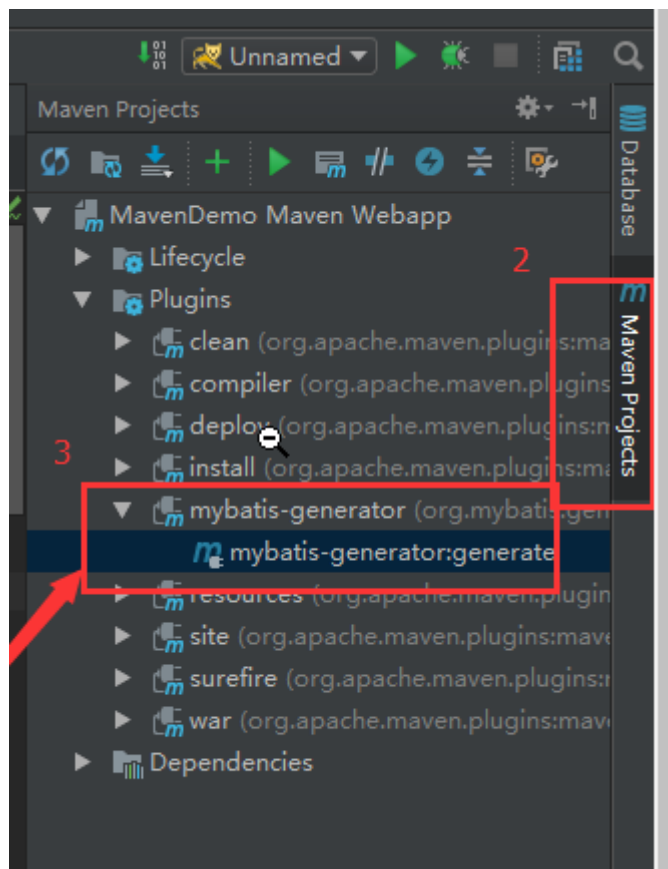 Unnamed
Maven Projects
Database
MavenDemo Maven Webapp
Lifecycle
2
Plugins
Maven Projects
clean (org.apache.maven.plugins:ma
compiler (org.apache.maven.plugins
deploy (org.apache.maven.plugins:m
3
install (org.apache.maven.plugins:ma
mybatis-generator (org.mybatis.gen
mybatis-generator:generate
resources (org.apache.maven.plugin
site (org.apache.maven.plugins:mave
surefire (org.apache.maven.plugins:r
war (org.apache.maven.plugins:mav
Dependencies